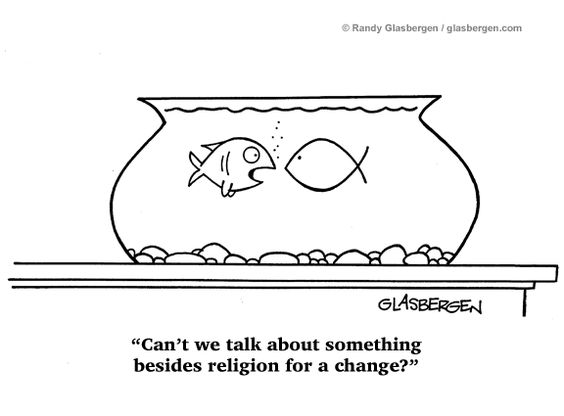 © Randy Glasbergen / glasbergen.com
GLASBERGEN
“Can’t we talk about something
besides religion for a change?”